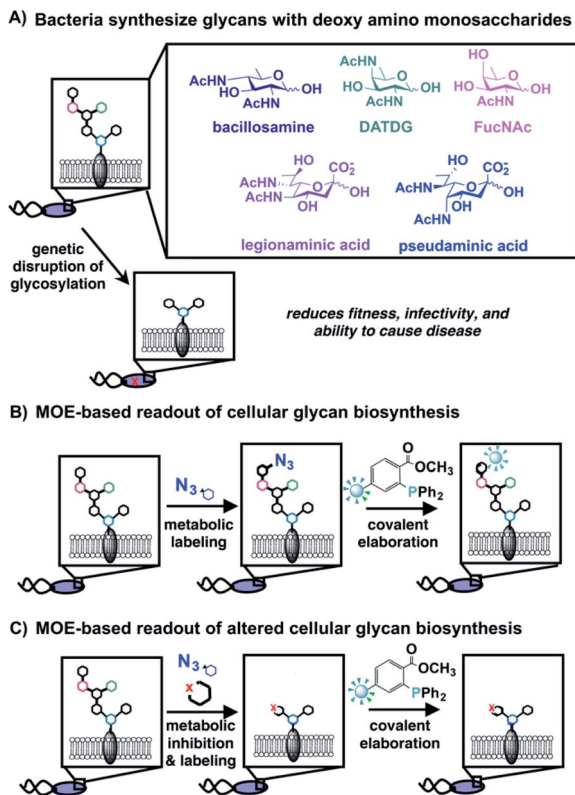 A) Bacteria synthesize glycans with deoxy amino monosaccharides
AcHN
HO
AcHN
O
OH
bacillosamine
AcHN
HO
AcHN
O
OH
DATDG
HO
HO
AcHN
O
OH
FucNAc
HO
AcHN
AcHN
OH
O
CO2-
OH
legionaminic acid
HO
AcHN
AcHN
OH
O
CO2-
OH
pseudaminic acid
genetic
disruption of
glycosylation
X
reduces fitness, infectivity, and
ability to cause disease
B) MOE-based readout of cellular glycan biosynthesis
N3
metabolic
labeling
N3
O
OCH3
PPh2
covalent
elaboration
C) MOE-based readout of altered cellular glycan biosynthesis
N3
X
metabolic
inhibition
& labeling
X
O
OCH3
PPh2
covalent
elaboration
X